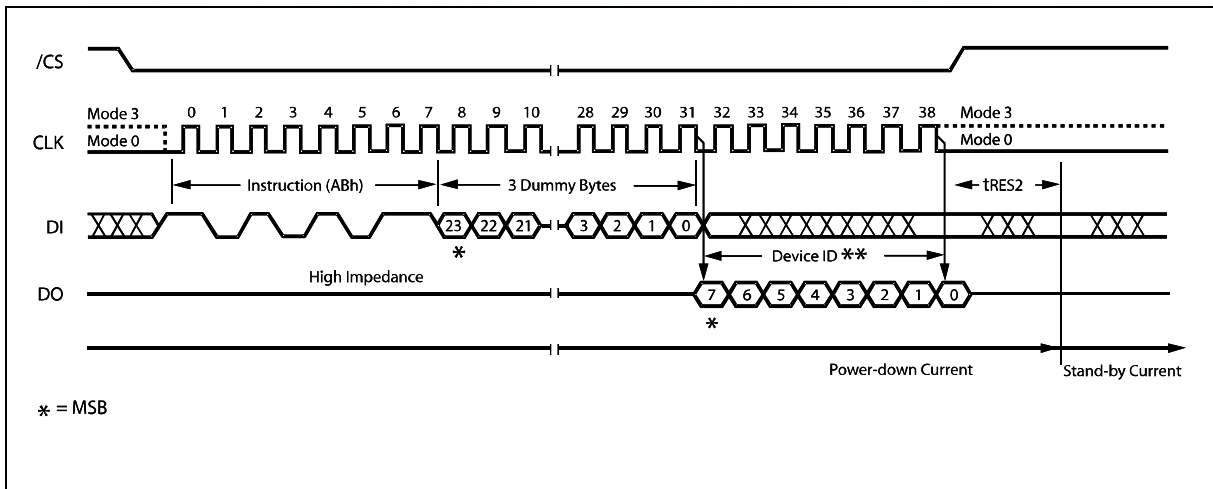 /CS
Mode 3
0 1 2 3 4 5 6 7 8 9 10 28 29 30 31 32 33 34 35 36 37 38
Mode 3
CLK
Mode 0
Mode 0
Instruction (ABh)
3 Dummy Bytes
tRES2
DI
23 22 21 3 2 1 0
*
Device ID **
High Impedance
DO
7 6 5 4 3 2 1 0
*
Power-down Current
Stand-by Current
* = MSB